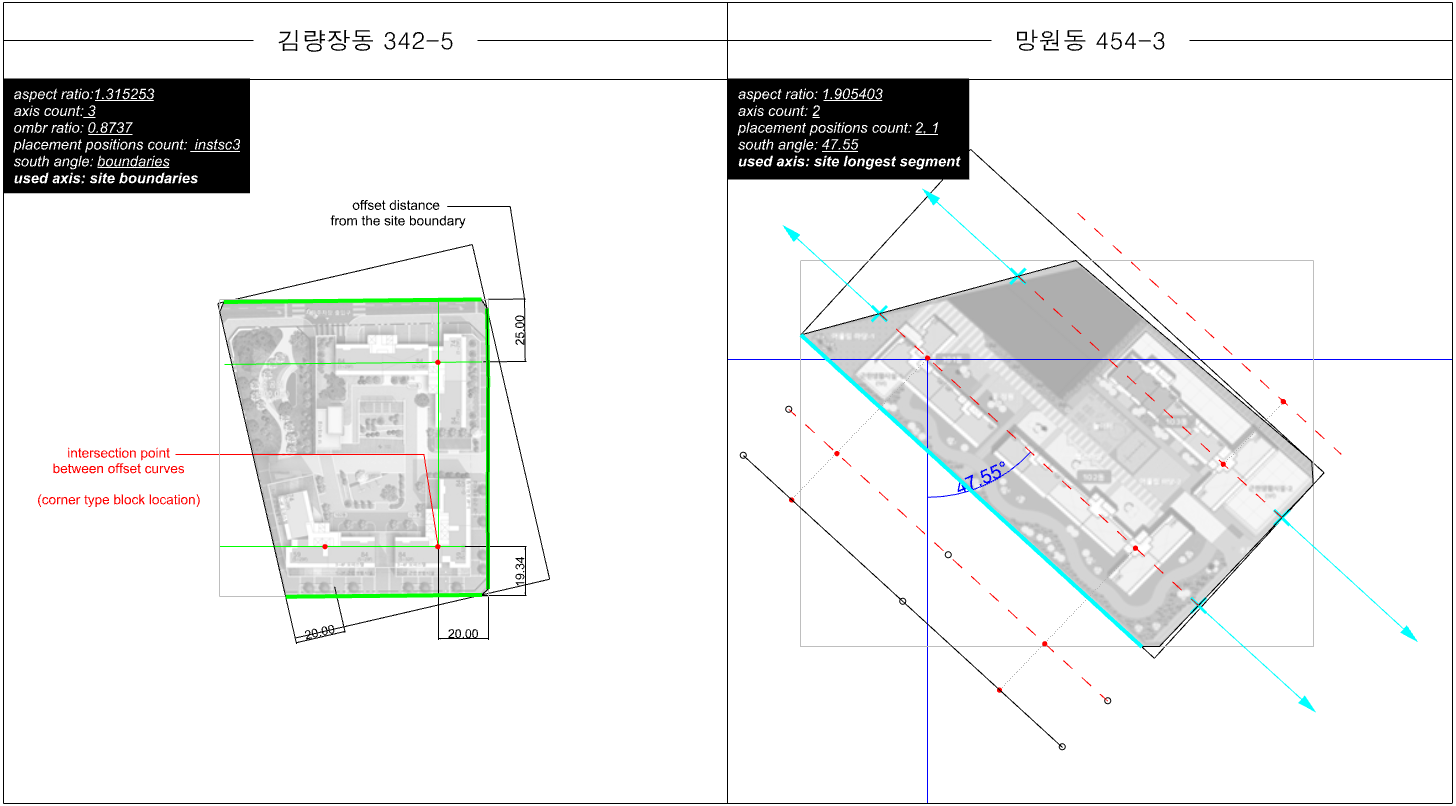 김량장동 342-5
aspect ratio:1.315253
axis count: 3
ombr ratio: 0.8737
placement positions count: instsc3
south angle: boundaries
used axis: site boundaries
offset distance
from the site boundary
25.00
intersection point
between offset curves
(corner type block location)
19.34
20.00
20.00
망원동 454-3
aspect ratio: 1.905403
axis count: 2
placement positions count: 2, 1
south angle: 47.55
used axis: site longest segment
47.55°